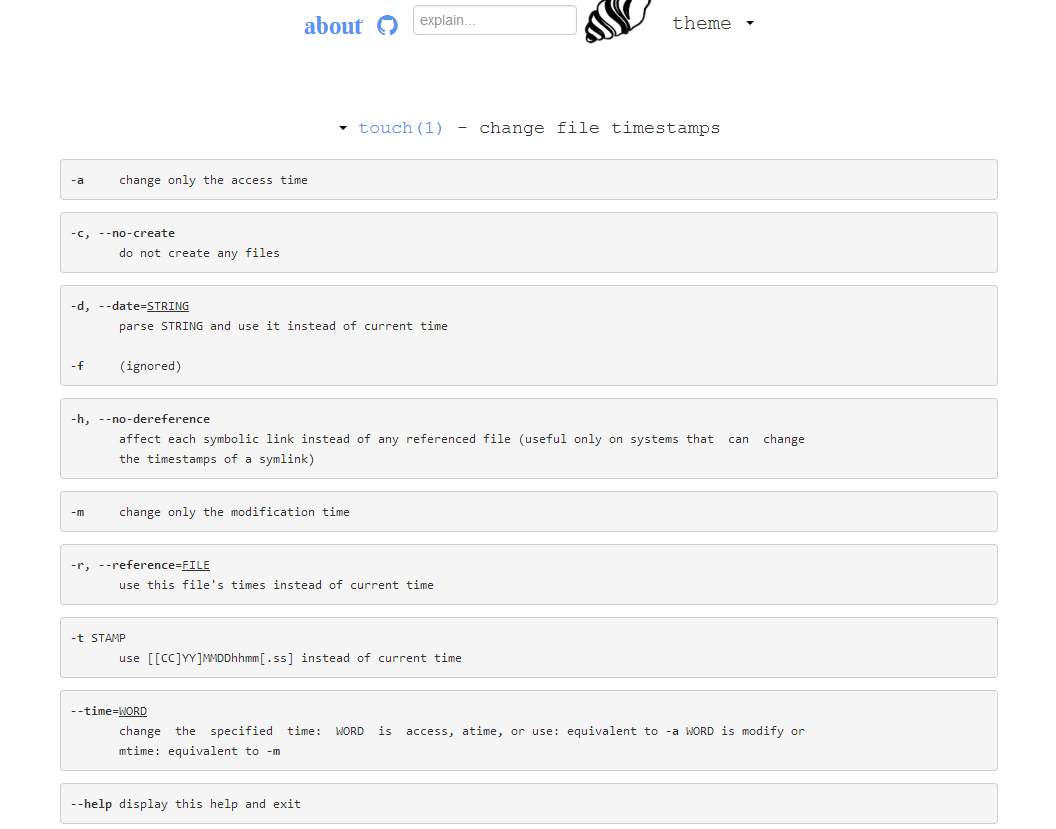 about explain... theme
touch(1) - change file timestamps
-a change only the access time
-c, --no-create
do not create any files
-d, --date=STRING
parse STRING and use it instead of current time
-f (ignored)
-h, --no-dereference
affect each symbolic link instead of any referenced file (useful only on systems that can change
the timestamps of a symlink)
-m change only the modification time
-r, --reference=FILE
use this file's times instead of current time
-t STAMP
use [[CC]YY]MMDDhhmm[.ss] instead of current time
--time=WORD
change the specified time: WORD is access, atime, or use: equivalent to -a WORD is modify or
mtime: equivalent to -m
--help display this help and exit